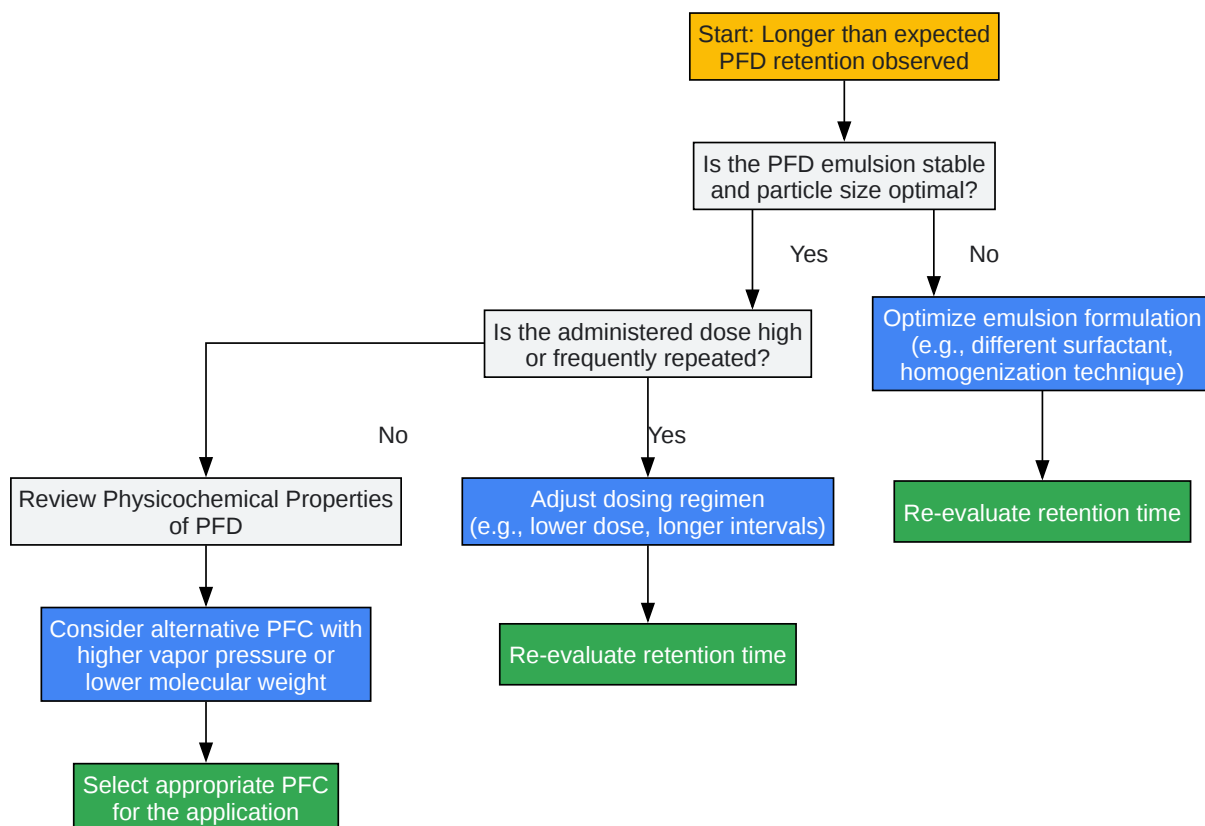 Start: Longer than expected
PFD retention observed
Is the PFD emulsion stable
and particle size optimal?
Yes
No
Is the administered dose high
or frequently repeated?
Optimize emulsion formulation
(e.g., different surfactant,
homogenization technique)
No
Yes
Review Physicochemical Properties
of PFD
Adjust dosing regimen
(e.g., lower dose, longer intervals)
Re-evaluate retention time
Consider alternative PFC with
higher vapor pressure or
lower molecular weight
Re-evaluate retention time
Select appropriate PFC
for the application